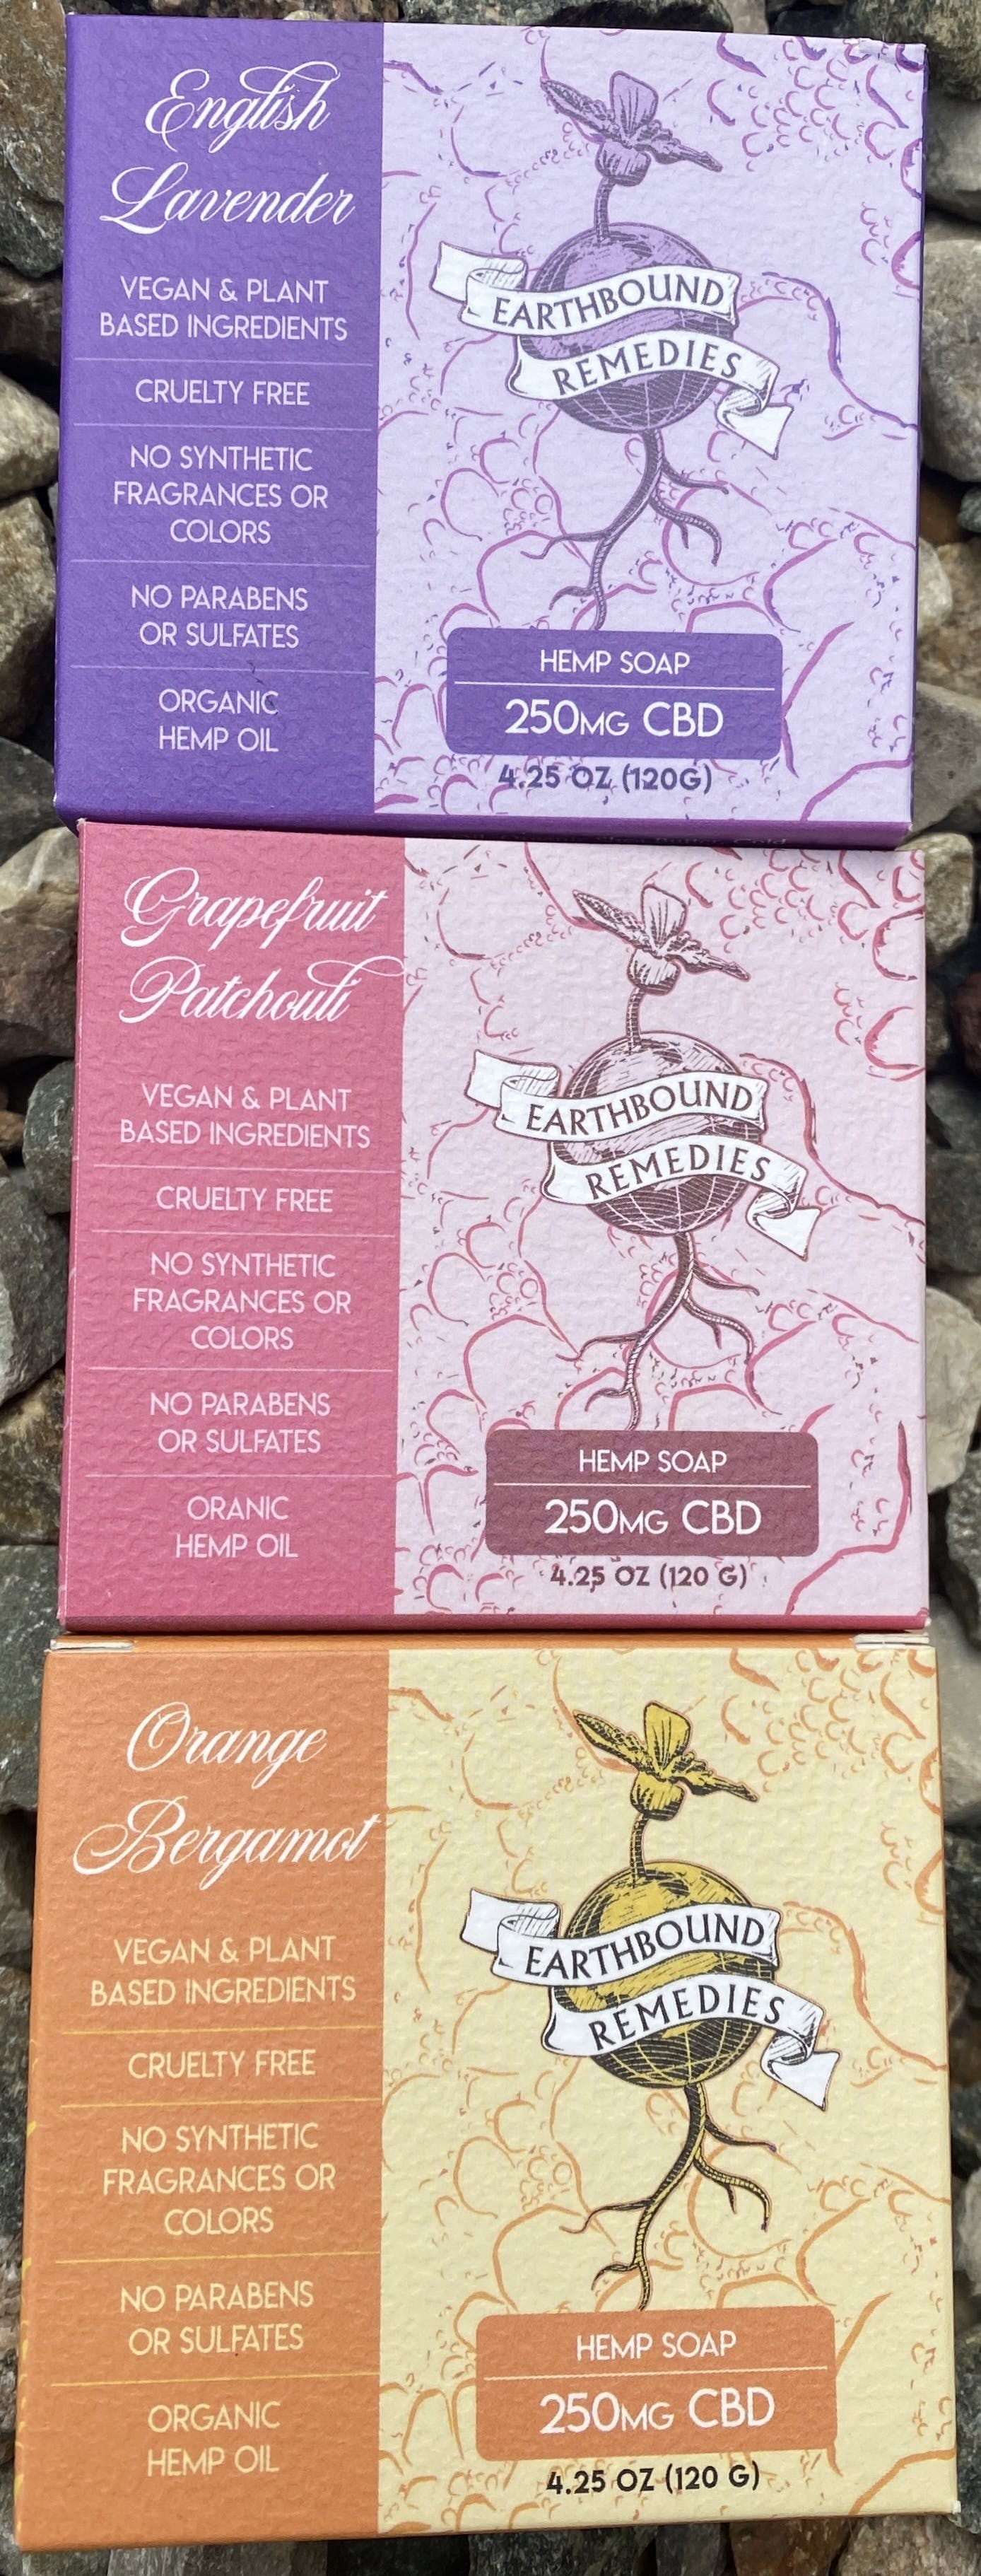 English
Lavender
VEGAN & PLANT
BASED INGREDIENTS
CRUELTY FREE
NO SYNTHETIC
FRAGRANCES OR
COLORS
NO PARABENS
OR SULFATES
ORGANIC
HEMP OIL
EARTHBOUND
REMEDIES
HEMP SOAP
250MG CBD
4.25 OZ (120G)
Grapefruit
Patchouli
VEGAN & PLANT
BASED INGREDIENTS
CRUELTY FREE
NO SYNTHETIC
FRAGRANCES OR
COLORS
NO PARABENS
OR SULFATES
ORANIC
HEMP OIL
EARTHBOUND
REMEDIES
HEMP SOAP
250MG CBD
4.25 OZ (120 G)
Orange
Bergamot
VEGAN & PLANT
BASED INGREDIENTS
CRUELTY FREE
NO SYNTHETIC
FRAGRANCES OR
COLORS
NO PARABENS
OR SULFATES
ORGANIC
HEMP OIL
EARTHBOUND
REMEDIES
HEMP SOAP
250MG CBD
4.25 OZ (120 G)